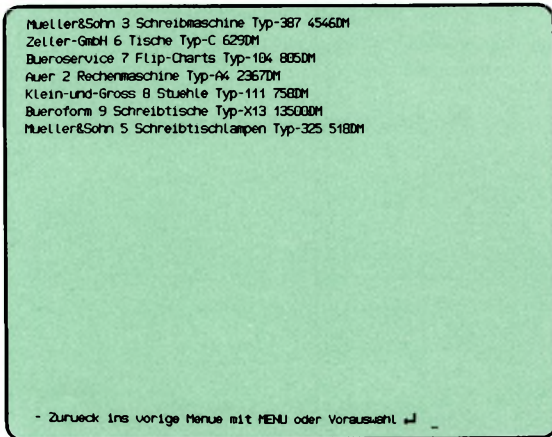 Mueller&Sohn 3 Schreibmaschine Typ-387 4546DM
Zeller-GmbH 6 Tische Typ-C 629DM
Bueroservice 7 Flip-Charts Typ-104 805DM
Auer 2 Rechenmaschine Typ-A4 2367DM
Klein-und-Gross 8 Stuehle Typ-111 758DM
Bueroform 9 Schreibtische Typ-X13 13500DM
Mueller&Sohn 5 Schreibtischlampen Typ-325 518DM
- Zurueck ins vorige Menue mit MENU oder Vorauswahl ↵ _